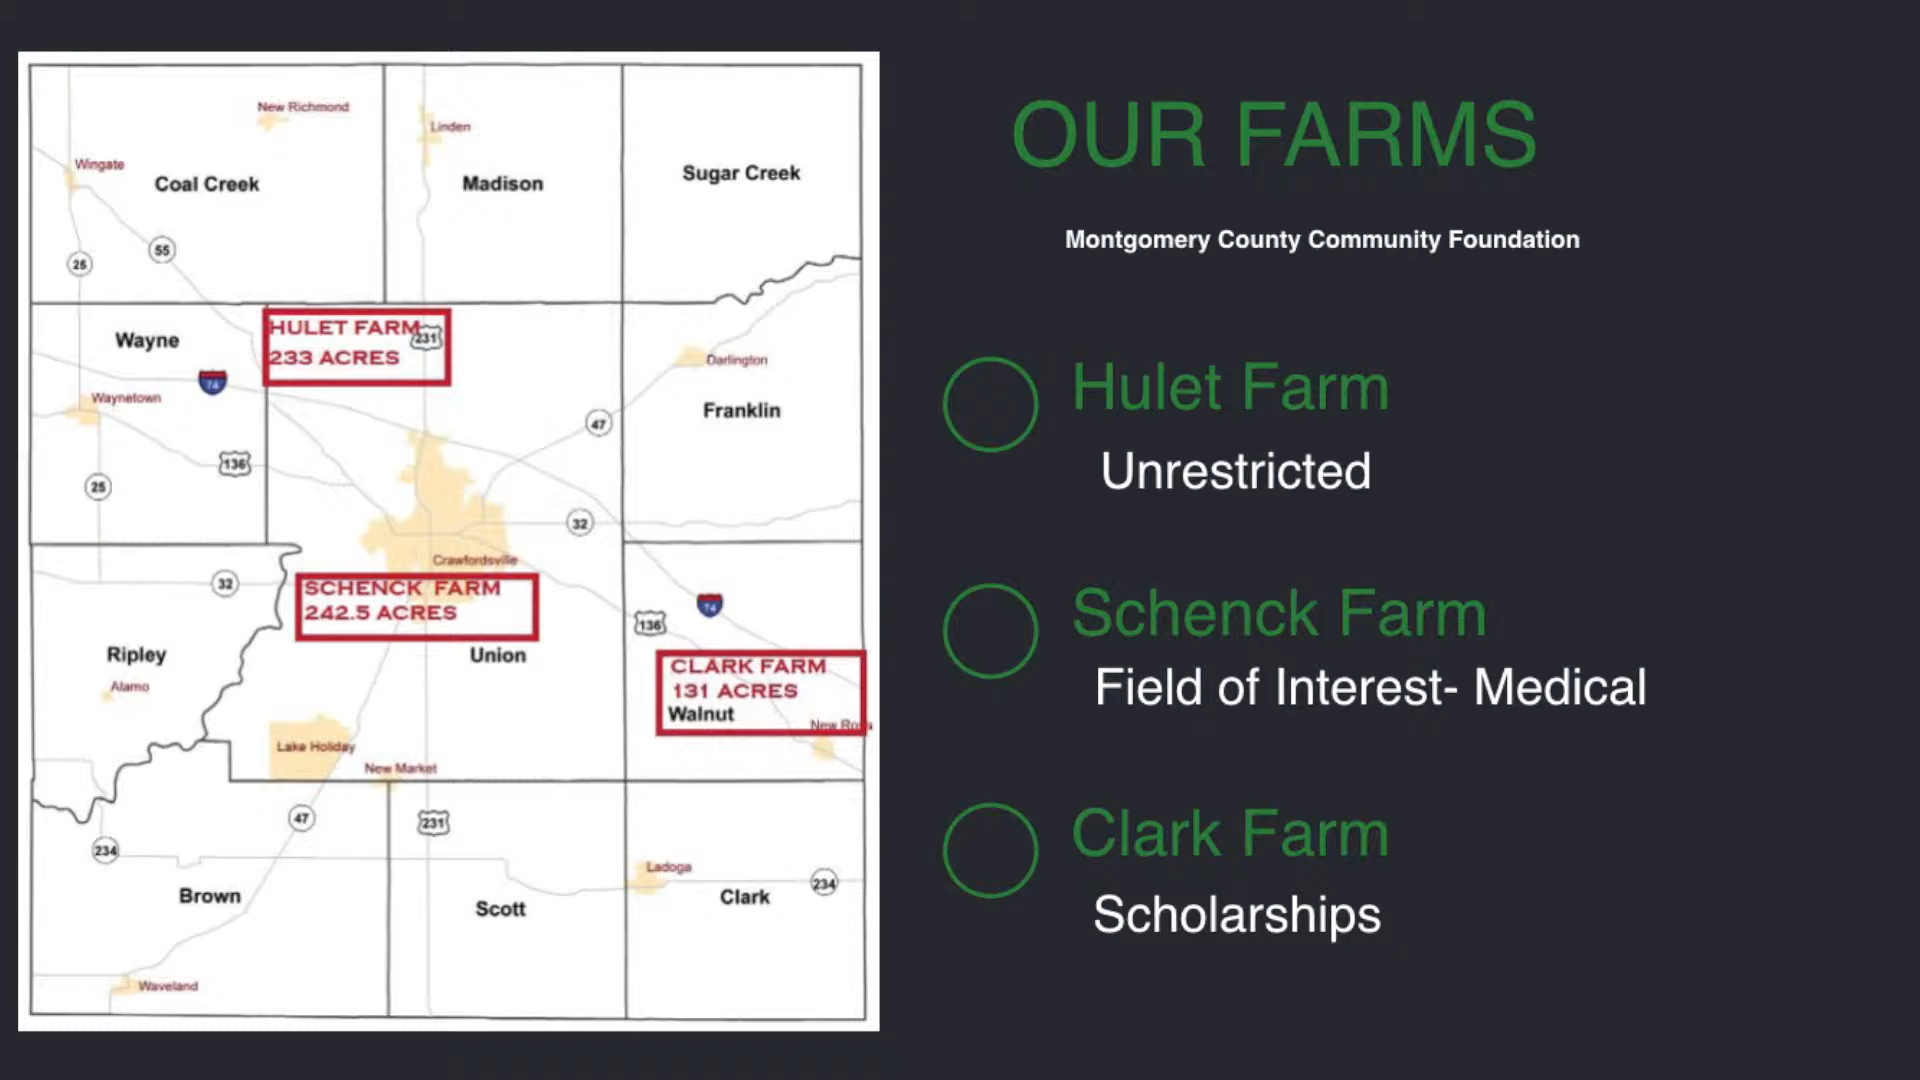 New Richmond
Linden
Wingate
Coal Creek
Madison
Sugar Creek
55
25
HULET FARM
231
233 ACRES
Wayne
74
Waynetown
Darlington
Franklin
47
136
25
32
Crawfordsville
32
SCHENCK FARM
242.5 ACRES
74
136
Ripley
Union
Alamo
CLARK FARM
131 ACRES
Walnut
New Ross
Lake Holiday
New Market
47
231
234
Ladoga
234
Brown
Scott
Clark
Waveland
OUR FARMS
Montgomery County Community Foundation
Hulet Farm
Unrestricted
Schenck Farm
Field of Interest- Medical
Clark Farm
Scholarships